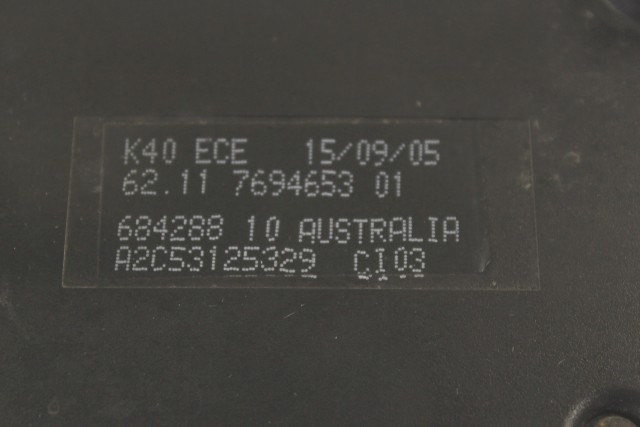 K40 ECE 15/09/05
62.11 7694653 01
684288 10 AUSTRALIA
A2C53125329 CI03